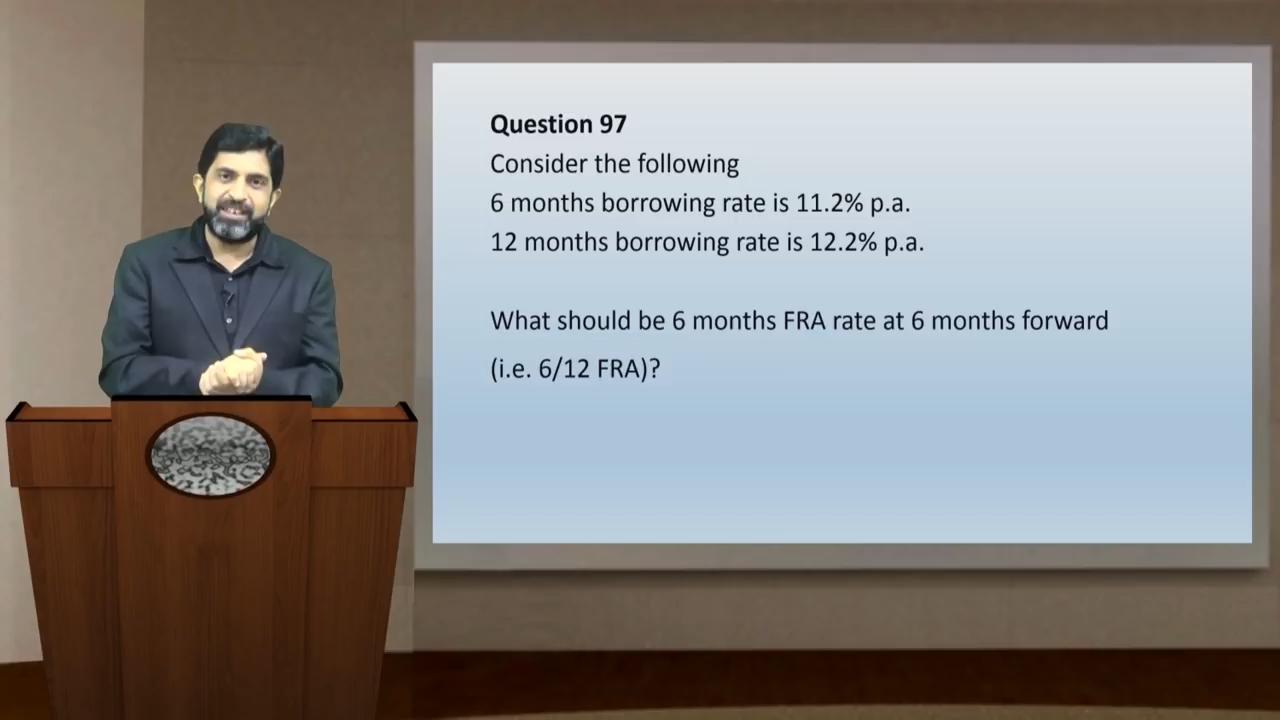 Question 97
Consider the following
6 months borrowing rate is 11.2% p.a.
12 months borrowing rate is 12.2% p.a.
What should be 6 months FRA rate at 6 months forward
(i.e. 6/12 FRA)?